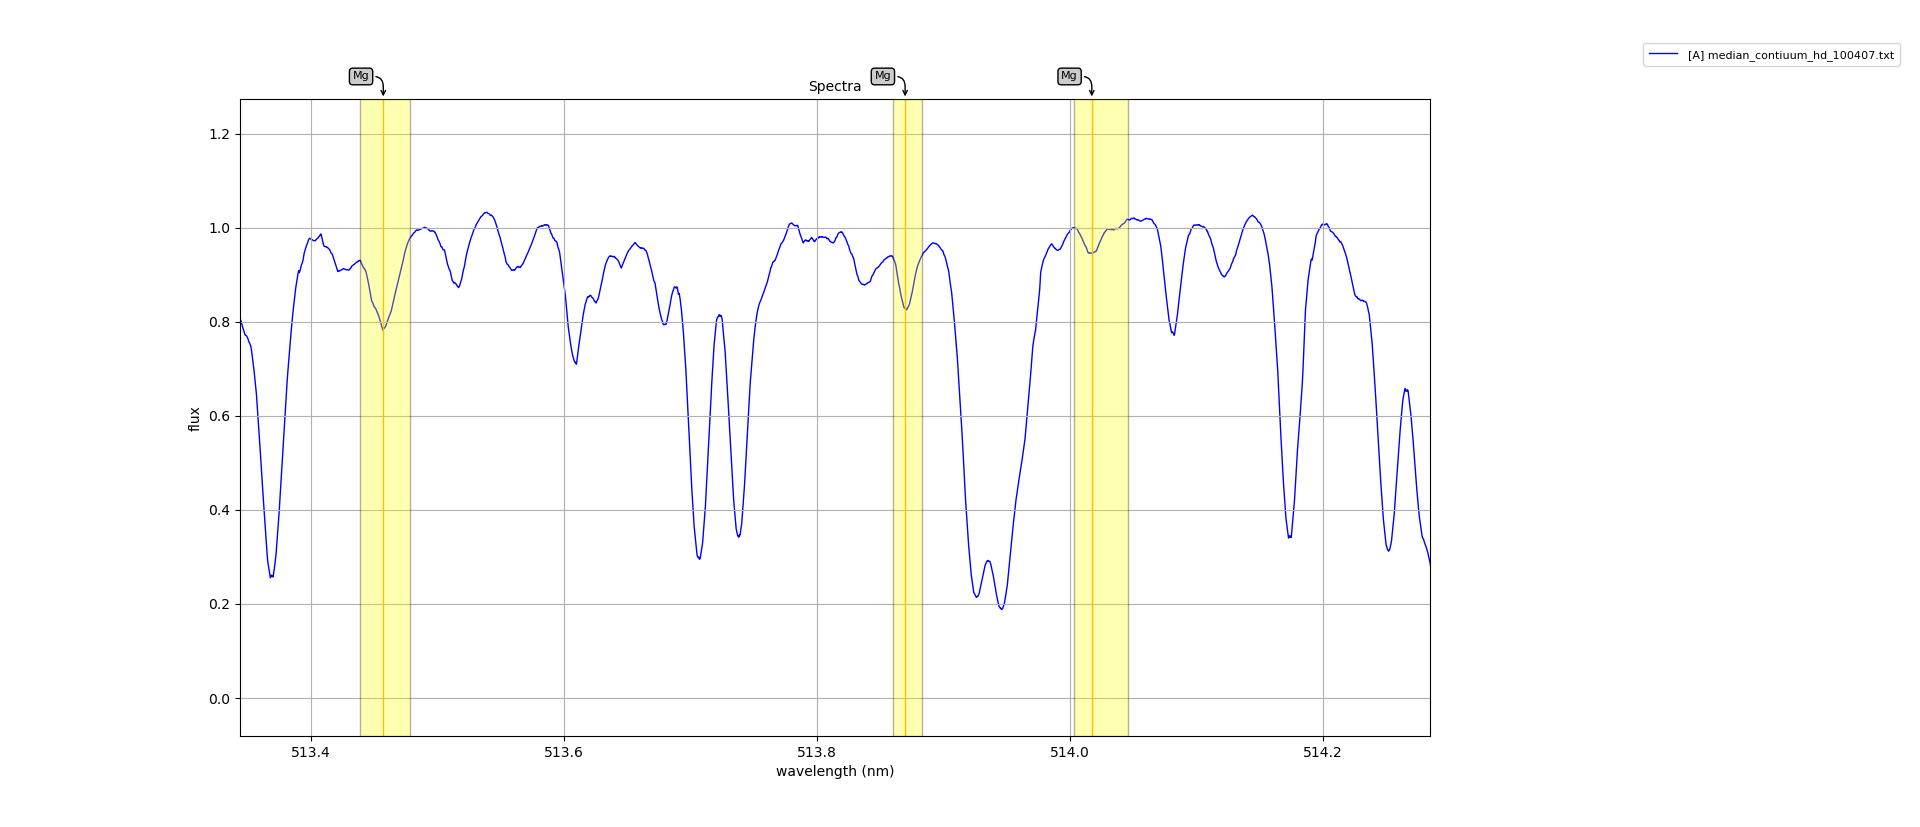 [A] median_contiuum_hd_100407.txt
Mg
Mg
Mg
Spectra
1.2
1.0
0.8
0.6
0.4
0.2
0.0
flux
513.4
513.6
513.8
514.0
514.2
wavelength (nm)